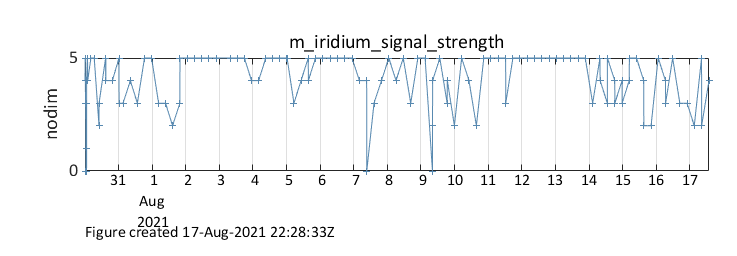 m_iridium_signal_strength
5
nodim
0
31 1 2 3 4 5 6 7 8 9 10 11 12 13 14 15 16 17
Aug
2021
Figure created 17-Aug-2021 22:28:33Z